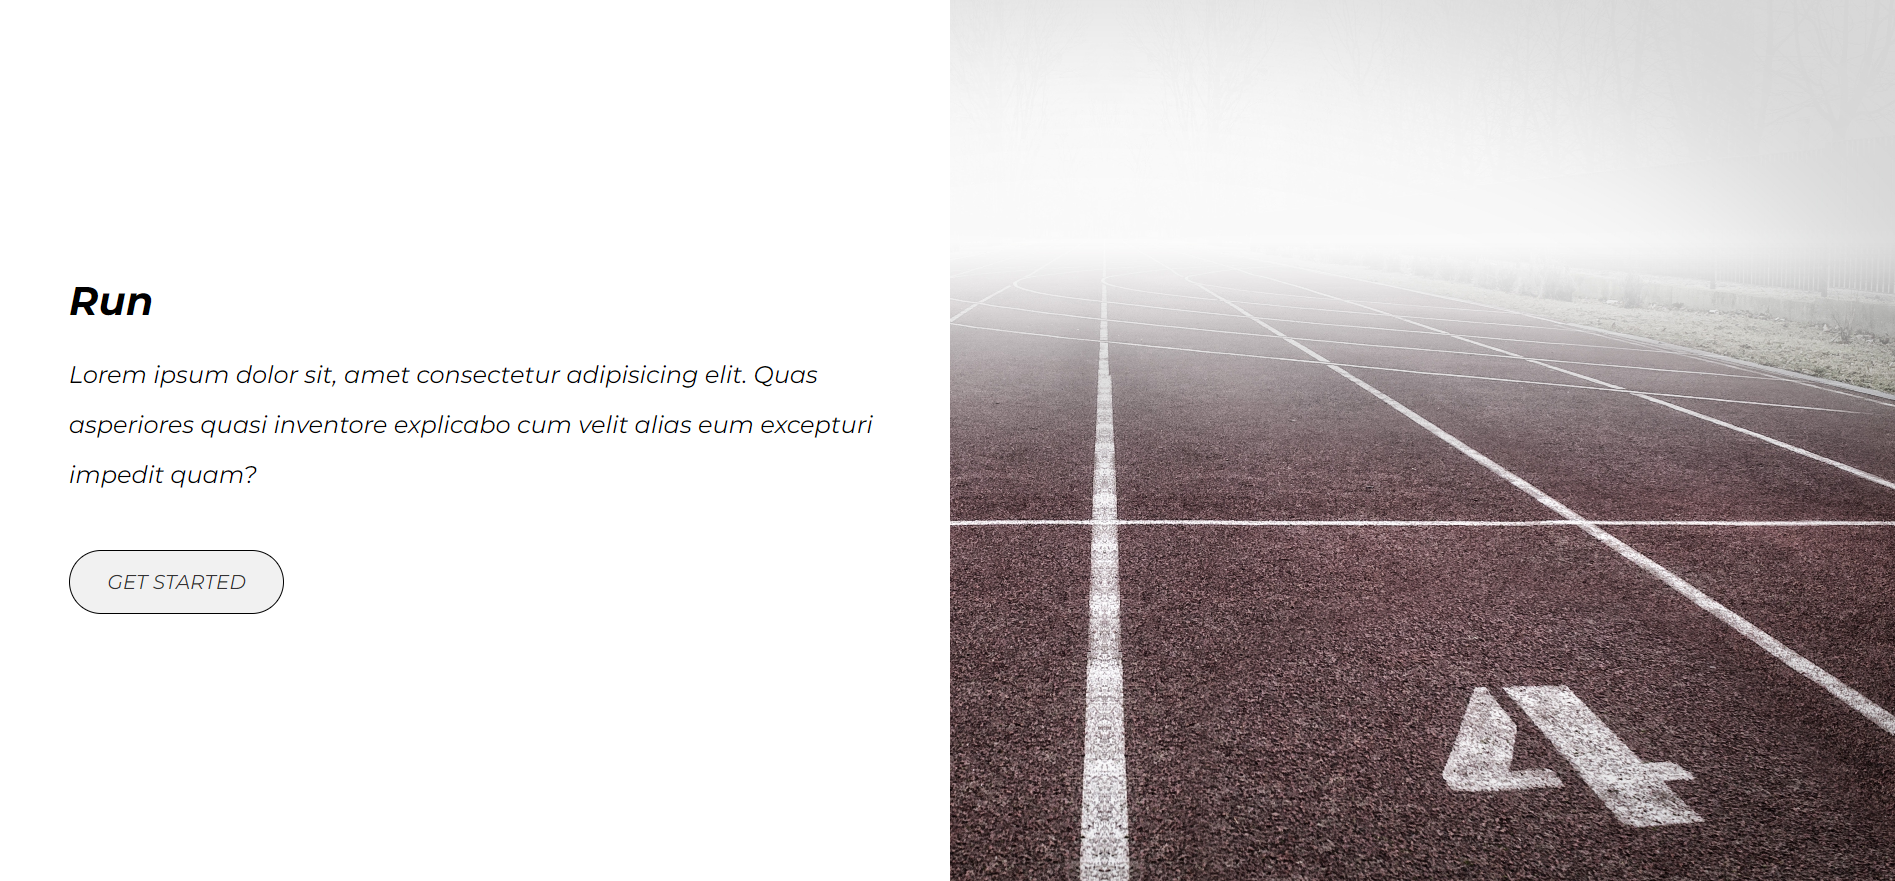 Run
Lorem ipsum dolor sit, amet consectetur adipisicing elit. Quas
asperiores quasi inventore explicabo cum velit alias eum excepturi
impedit quam?
GET STARTED
4